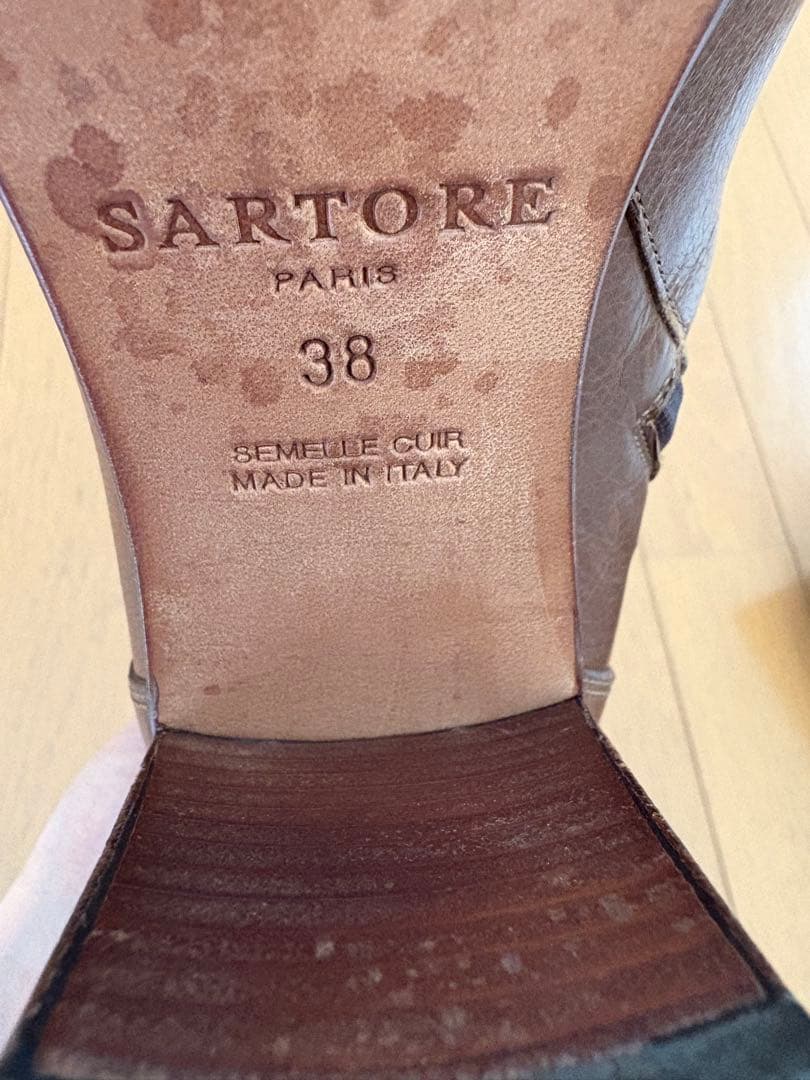 SARTORE
PARIS
38
SEMELLE CUIR
MADE IN ITALY